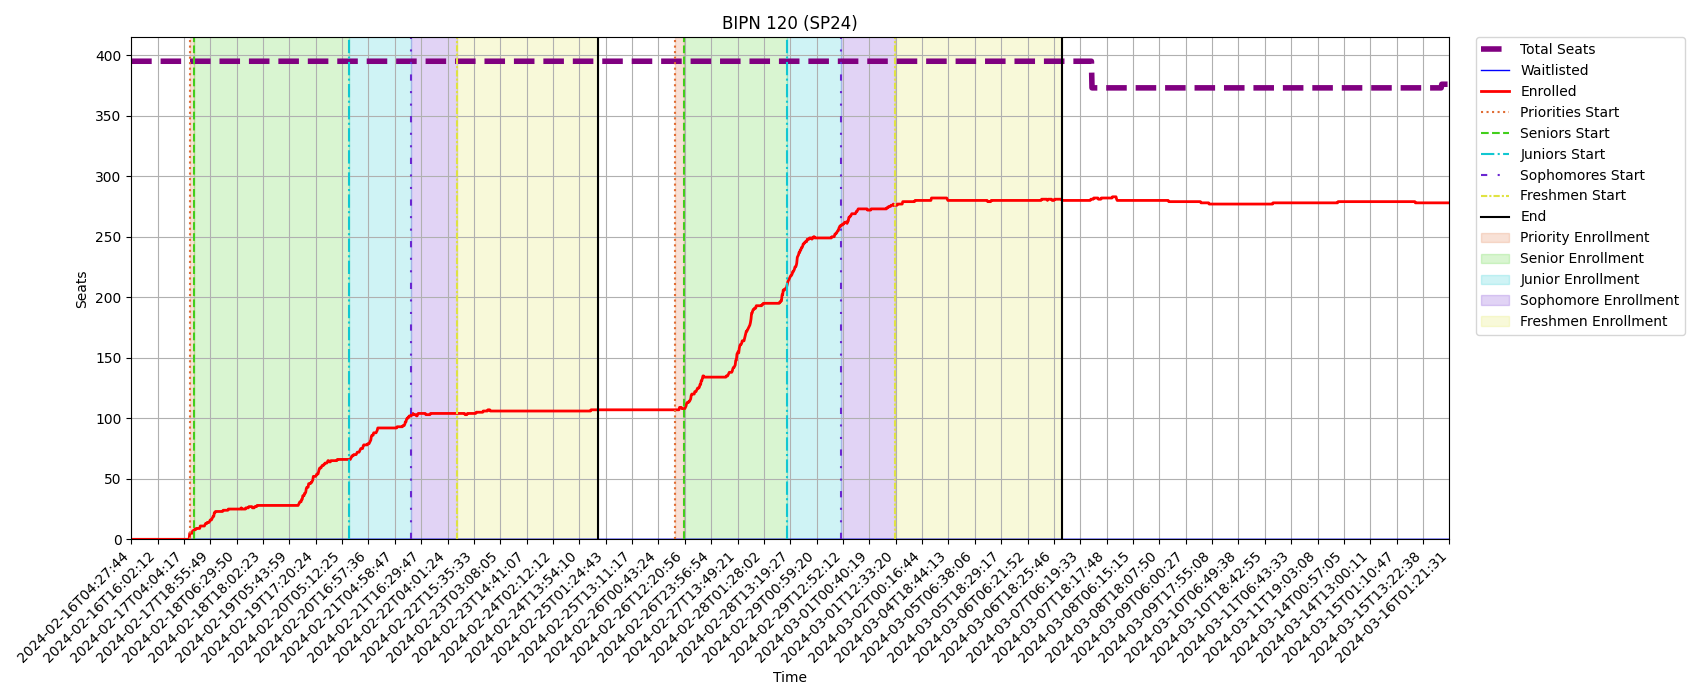 BIPN 120 (SP24)
400
350
300
250
200
150
100
50
0
Seats
2024-02-16T04:27:44
2024-02-16T16:02:12
2024-02-17T04:04:17
2024-02-17T18:55:49
2024-02-18T06:29:50
2024-02-18T18:02:23
2024-02-19T05:43:59
2024-02-19T17:20:24
2024-02-20T05:12:25
2024-02-20T16:57:36
2024-02-21T04:58:47
2024-02-21T16:29:47
2024-02-22T04:01:24
2024-02-22T15:35:33
2024-02-23T03:08:05
2024-02-23T14:41:07
2024-02-24T02:12:12
2024-02-24T13:54:10
2024-02-25T01:24:43
2024-02-25T13:11:17
2024-02-26T00:43:24
2024-02-26T12:20:56
2024-02-26T23:56:54
2024-02-27T13:49:21
2024-02-28T01:28:02
2024-02-28T13:19:27
2024-02-29T00:59:20
2024-02-29T12:52:12
2024-03-01T00:40:19
2024-03-01T12:33:20
2024-03-02T00:16:44
2024-03-04T18:44:13
2024-03-05T06:38:06
2024-03-05T18:29:17
2024-03-06T06:21:52
2024-03-06T18:25:46
2024-03-07T06:19:33
2024-03-07T18:17:48
2024-03-08T06:15:15
2024-03-08T18:07:50
2024-03-09T06:00:27
2024-03-09T17:55:08
2024-03-10T06:49:38
2024-03-10T18:42:55
2024-03-11T06:43:33
2024-03-11T19:03:08
2024-03-14T00:57:05
2024-03-14T13:00:11
2024-03-15T01:10:47
2024-03-15T13:22:38
2024-03-16T01:21:31
Time
Total Seats
Waitlisted
Enrolled
Priorities Start
Seniors Start
Juniors Start
Sophomores Start
Freshmen Start
End
Priority Enrollment
Senior Enrollment
Junior Enrollment
Sophomore Enrollment
Freshmen Enrollment